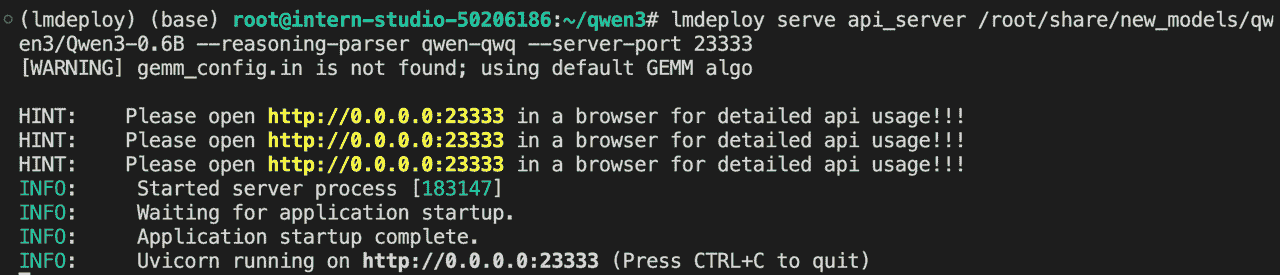 (lmdeploy) (base) root@intern-studio-50206186:~/qwen3# lmdeploy serve api_server /root/share/new_models/qw
en3/Qwen3-0.6B --reasoning-parser qwen-qwq --server-port 23333
[WARNING] gemm_config.in is not found; using default GEMM algo
HINT:    Please open http://0.0.0.0:23333 in a browser for detailed api usage!!!
HINT:    Please open http://0.0.0.0:23333 in a browser for detailed api usage!!!
HINT:    Please open http://0.0.0.0:23333 in a browser for detailed api usage!!!
INFO:     Started server process [183147]
INFO:     Waiting for application startup.
INFO:     Application startup complete.
INFO:     Uvicorn running on http://0.0.0.0:23333 (Press CTRL+C to quit)